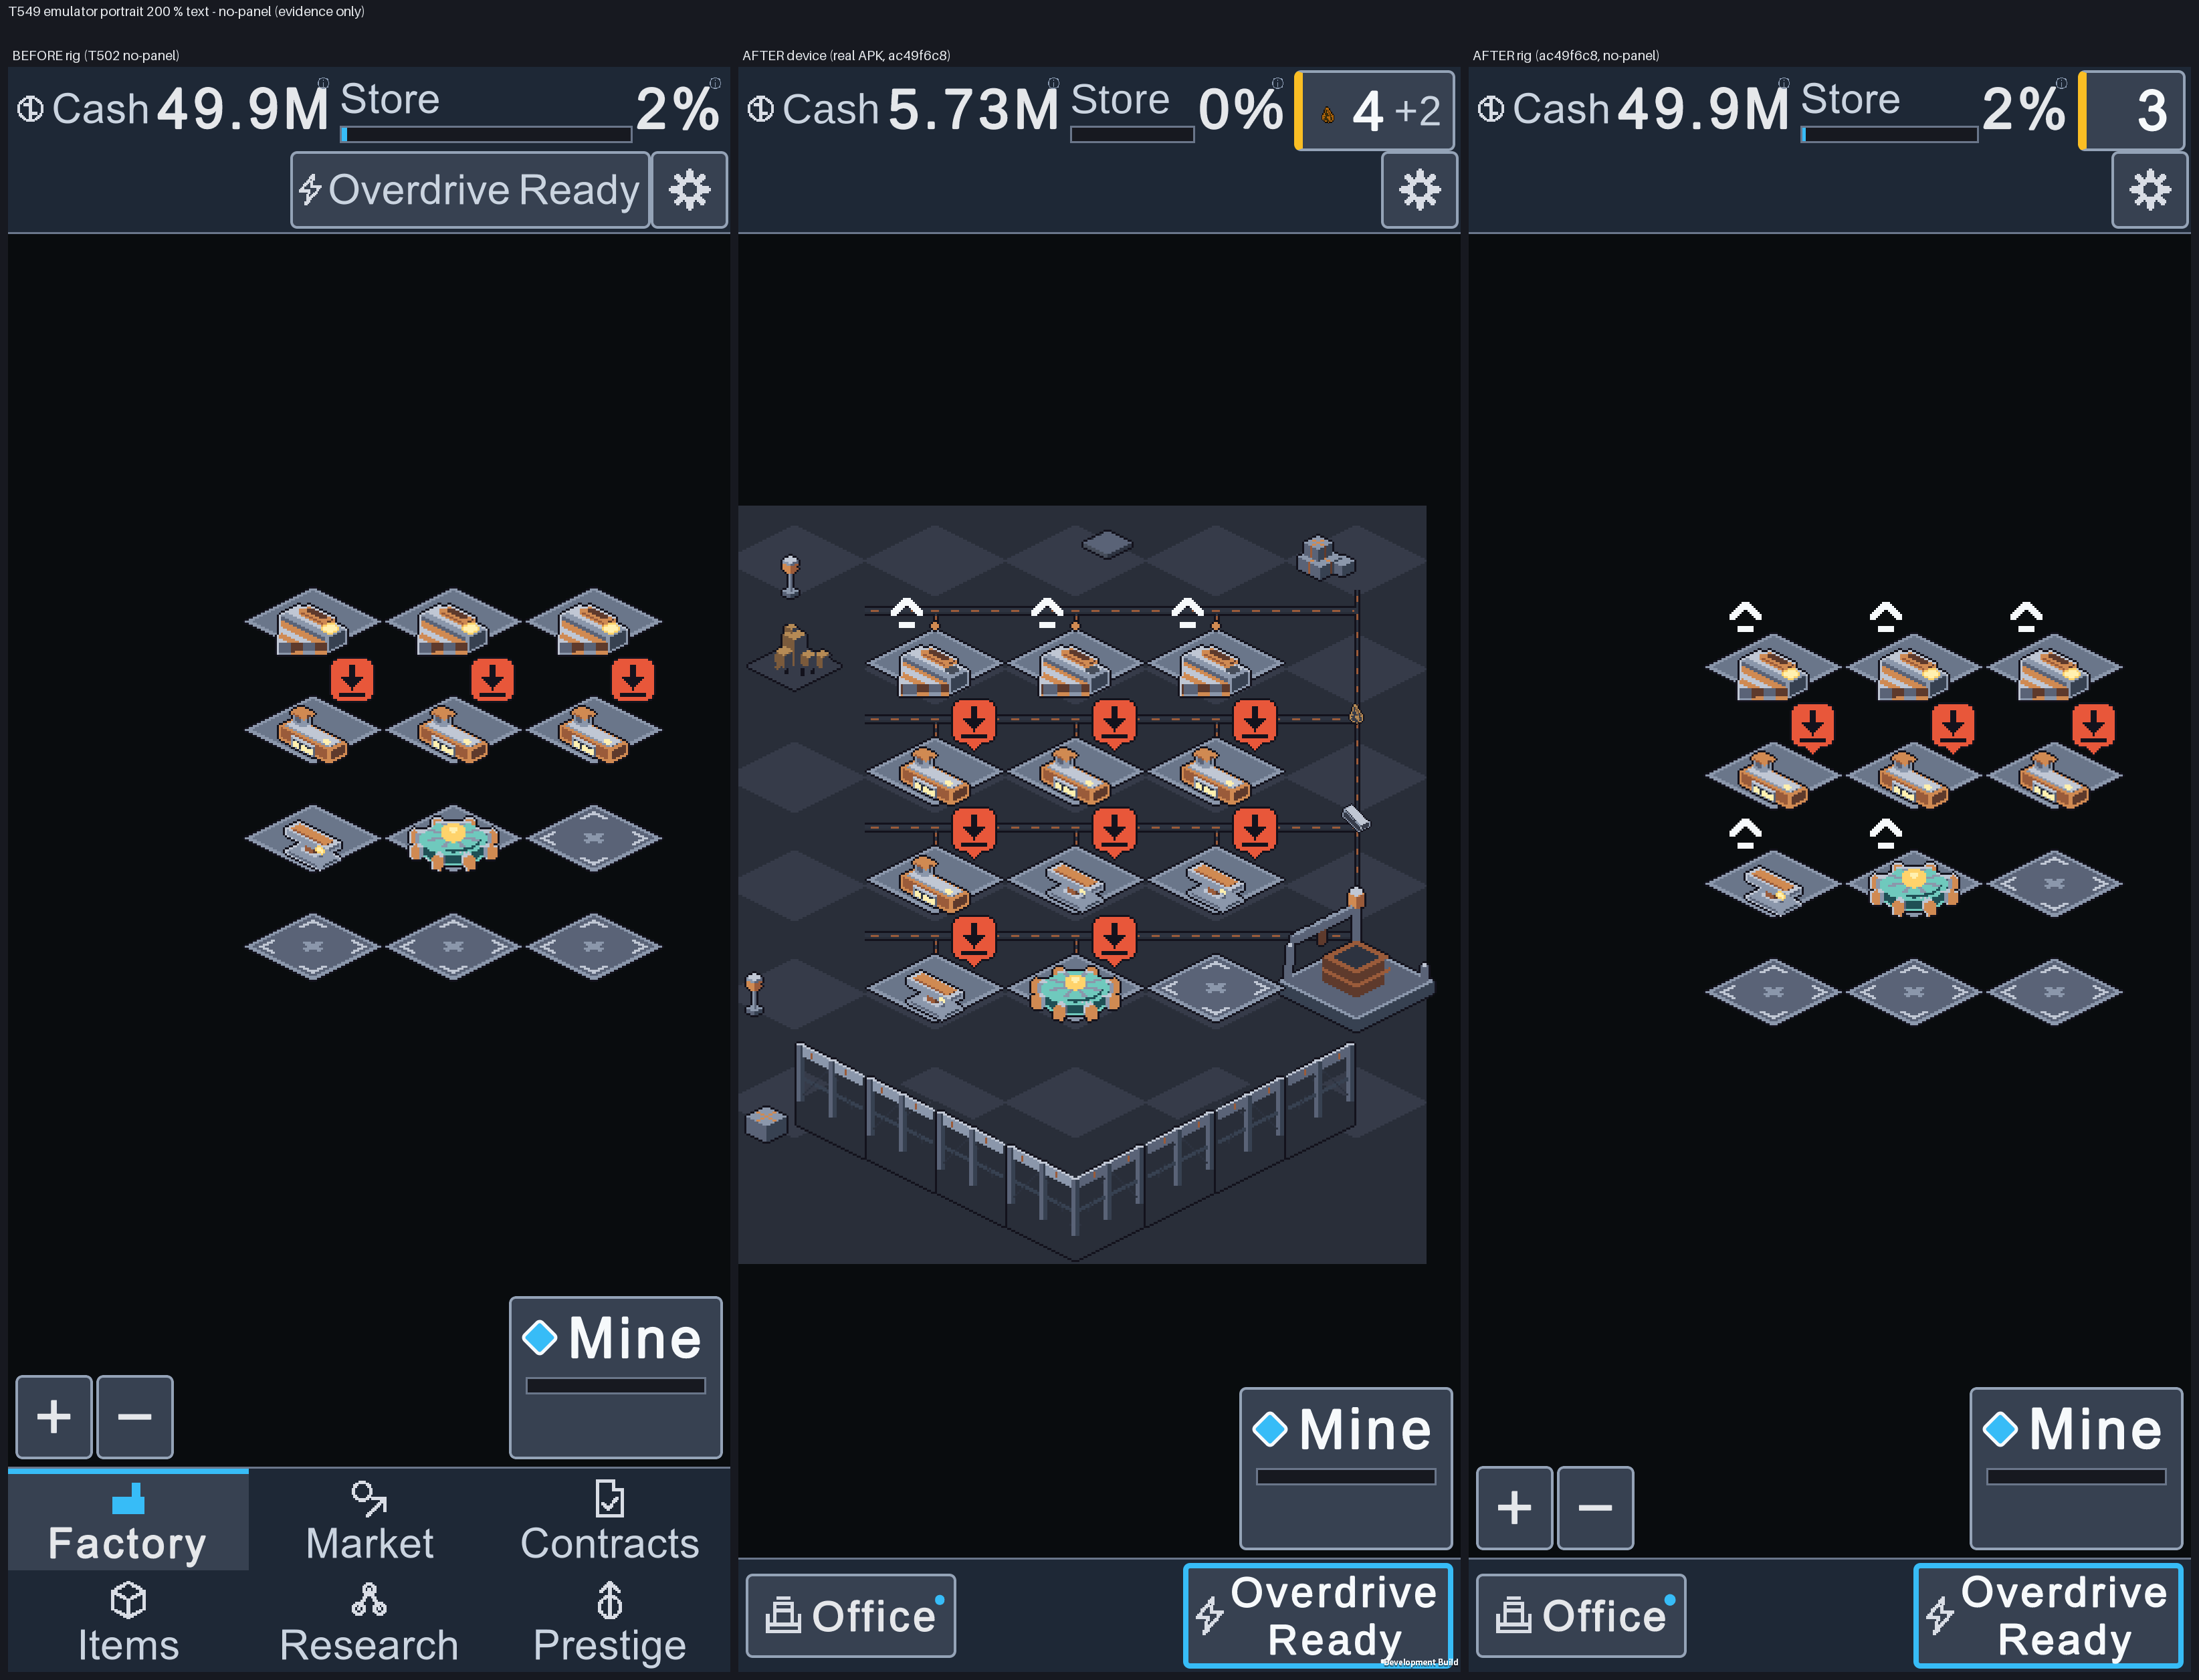 T549 emulator portrait 200 % text - no-panel (evidence only)
BEFORE rig (T502 no-panel)
Cash 49.9M Store 2%
Overdrive Ready
Mine
+ −
Factory Market Contracts
Items Research Prestige
AFTER device (real APK, ac49f6c8)
Cash 5.73M Store 0% 4 +2
Mine
Office
Overdrive
Ready
Development Build
AFTER rig (ac49f6c8, no-panel)
Cash 49.9M Store 2% 3
Mine
+ −
Office
Overdrive
Ready